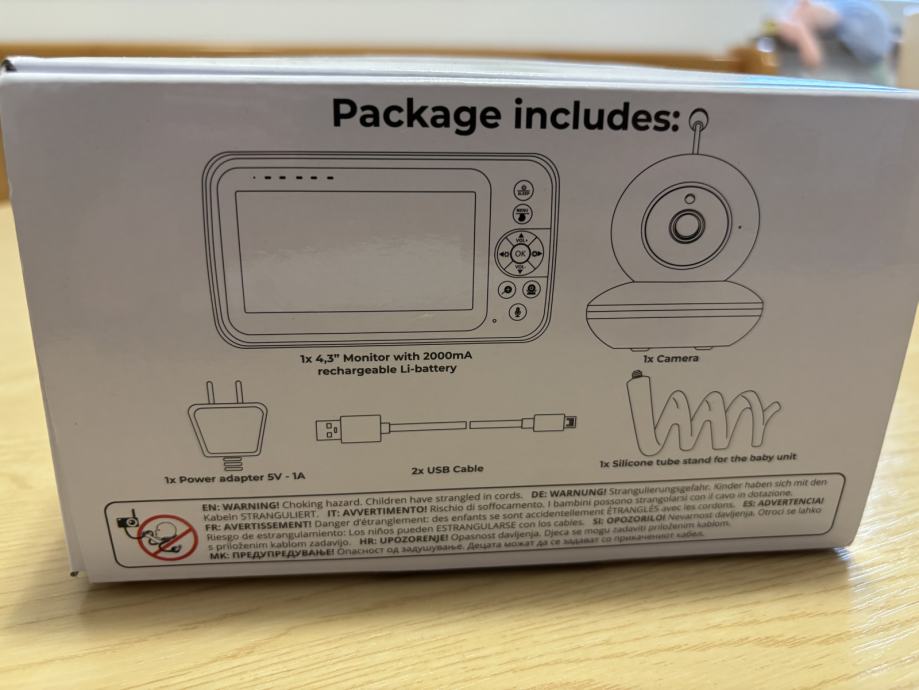 Package includes:
SLEEP
MENU
VOL+
OK
VOL-
1x 4,3” Monitor with 2000mA
rechargeable Li-battery
1x Camera
1x Power adapter 5V - 1A
2x USB Cable
1x Silicone tube stand for the baby unit
EN: WARNING! Choking hazard. Children have strangled in cords. DE: WARNUNG! Strangulierungsgefahr. Kinder haben sich mit den
Kabeln STRANGULIERT. IT: AVVERTIMENTO! Rischio di soffocamento. I bambini possono strangolarsi con il cavo in dotazione.
FR: AVERTISSEMENT! Danger d'étranglement: des enfants se sont accidentellement ÉTRANGLÉS avec les cordons. ES: ADVERTENCIA!
Riesgo de estrangulamiento: Los niños pueden ESTRANGULARSE con los cables. SI: OPOZORILO! Nevarnost davljenja. Otroci se lahko
s priloženim kablom zadavijo. HR: UPOZORENJE! Opasnost davljenja. Djeca se mogu zadaviti priloženim kablom.
MK: ПРЕДУПРЕДУВАЊЕ! Опасност од задушување. Децата можат да се задават со прикачениот кабел.